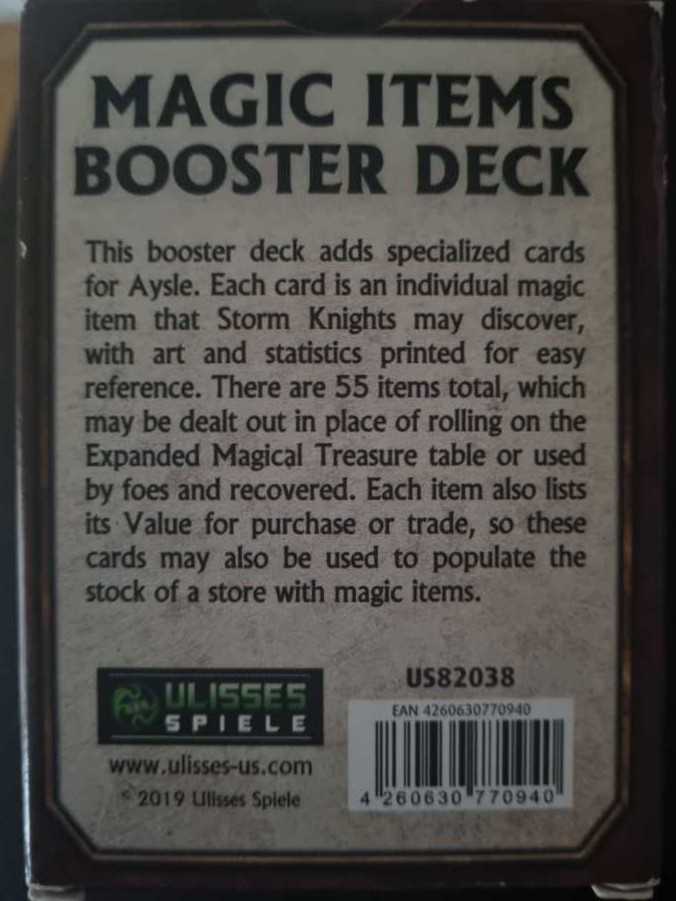 MAGIC ITEMS
BOOSTER DECK
This booster deck adds specialized cards
for Aysle. Each card is an individual magic
item that Storm Knights may discover,
with art and statistics printed for easy
reference. There are 55 items total, which
may be dealt out in place of rolling on the
Expanded Magical Treasure table or used
by foes and recovered. Each item also lists
its Value for purchase or trade, so these
cards may also be used to populate the
stock of a store with magic items.
ULISSES
SPIELE
www.ulisses-us.com
© 2019 Ulisses Spiele
US82038
EAN 4260630770940
4 260630 770940